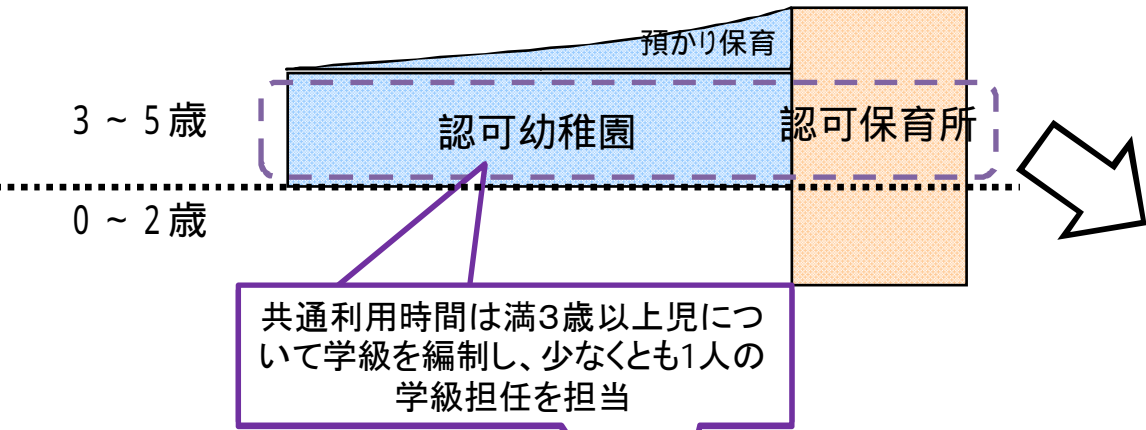 預かり保育
3～5歳
認可幼稚園
認可保育所
0～2歳
共通利用時間は満3歳以上児につ
いて学級を編制し、少なくとも1人の
学級担任を担当